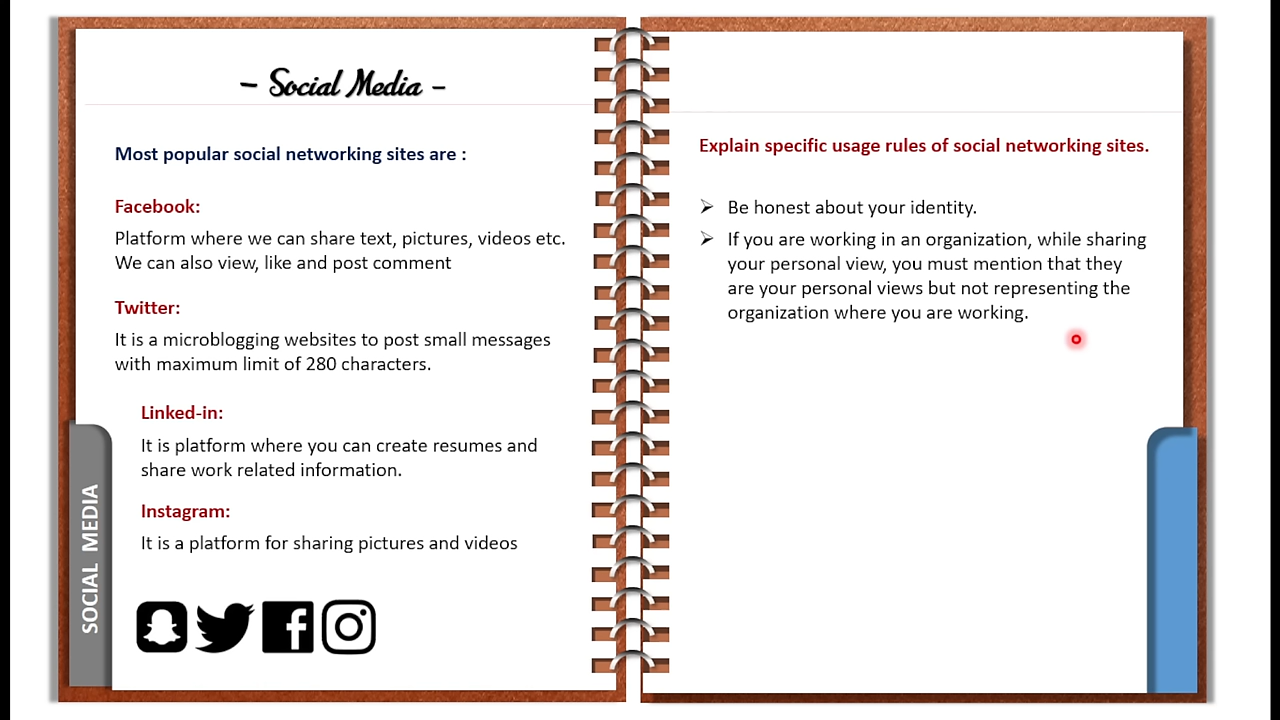 - Social Media -
Most popular social networking sites are :
Facebook:
Platform where we can share text, pictures, videos etc.
We can also view, like and post comment
Twitter:
It is a microblogging websites to post small messages
with maximum limit of 280 characters.
Linked-in:
It is platform where you can create resumes and
share work related information.
Instagram:
It is a platform for sharing pictures and videos
SOCIAL MEDIA
Explain specific usage rules of social networking sites.
➢ Be honest about your identity.
➢ If you are working in an organization, while sharing
your personal view, you must mention that they
are your personal views but not representing the
organization where you are working.